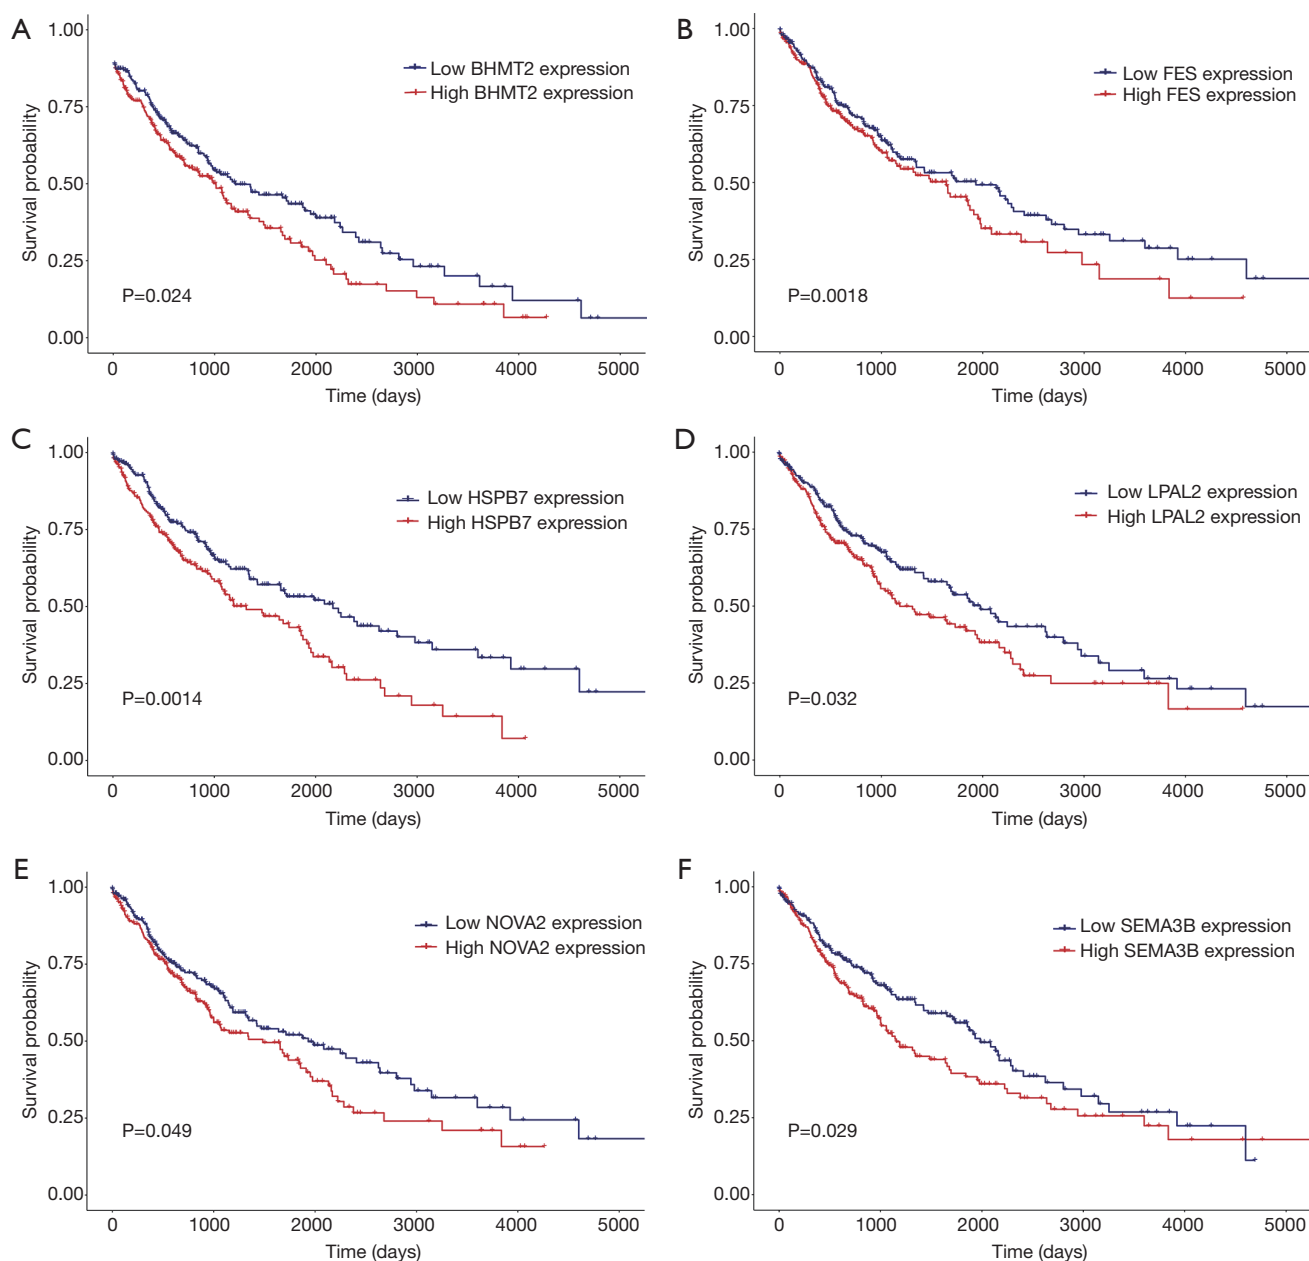 A
1.00
0.75
0.50
0.25
0.00
Survival probability
Low BHMT2 expression
High BHMT2 expression
P=0.024
0 1000 2000 3000 4000 5000
Time (days)
B
1.00
0.75
0.50
0.25
0.00
Survival probability
Low FES expression
High FES expression
P=0.0018
0 1000 2000 3000 4000 5000
Time (days)
C
1.00
0.75
0.50
0.25
0.00
Survival probability
Low HSPB7 expression
High HSPB7 expression
P=0.0014
0 1000 2000 3000 4000 5000
Time (days)
D
1.00
0.75
0.50
0.25
0.00
Survival probability
Low LPAL2 expression
High LPAL2 expression
P=0.032
0 1000 2000 3000 4000 5000
Time (days)
E
1.00
0.75
0.50
0.25
0.00
Survival probability
Low NOVA2 expression
High NOVA2 expression
P=0.049
0 1000 2000 3000 4000 5000
Time (days)
F
1.00
0.75
0.50
0.25
0.00
Survival probability
Low SEMA3B expression
High SEMA3B expression
P=0.029
0 1000 2000 3000 4000 5000
Time (days)